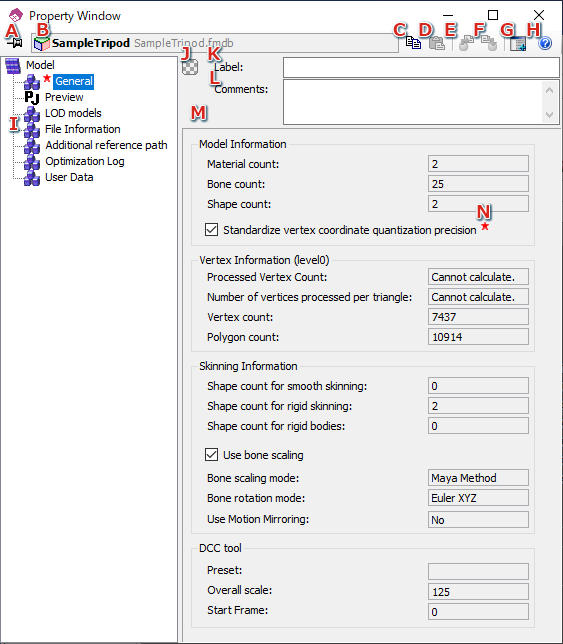 Property Window
A B C D E F G H
SampleTripod SampleTripod.fmdb
Model
General
Preview
LOD models
File Information
Additional reference path
Optimization Log
User Data
I
J K
Label:
L
Comments:
M
Model Information
Material count: 2
Bone count: 25
Shape count: 2
N
Standardize vertex coordinate quantization precision
Vertex Information (level0)
Processed Vertex Count: Cannot calculate.
Number of vertices processed per triangle: Cannot calculate.
Vertex count: 7437
Polygon count: 10914
Skinning Information
Shape count for smooth skinning: 0
Shape count for rigid skinning: 2
Shape count for rigid bodies: 0
Use bone scaling
Bone scaling mode: Maya Method
Bone rotation mode: Euler XYZ
Use Motion Mirroring: No
DCC tool
Preset:
Overall scale: 125
Start Frame: 0